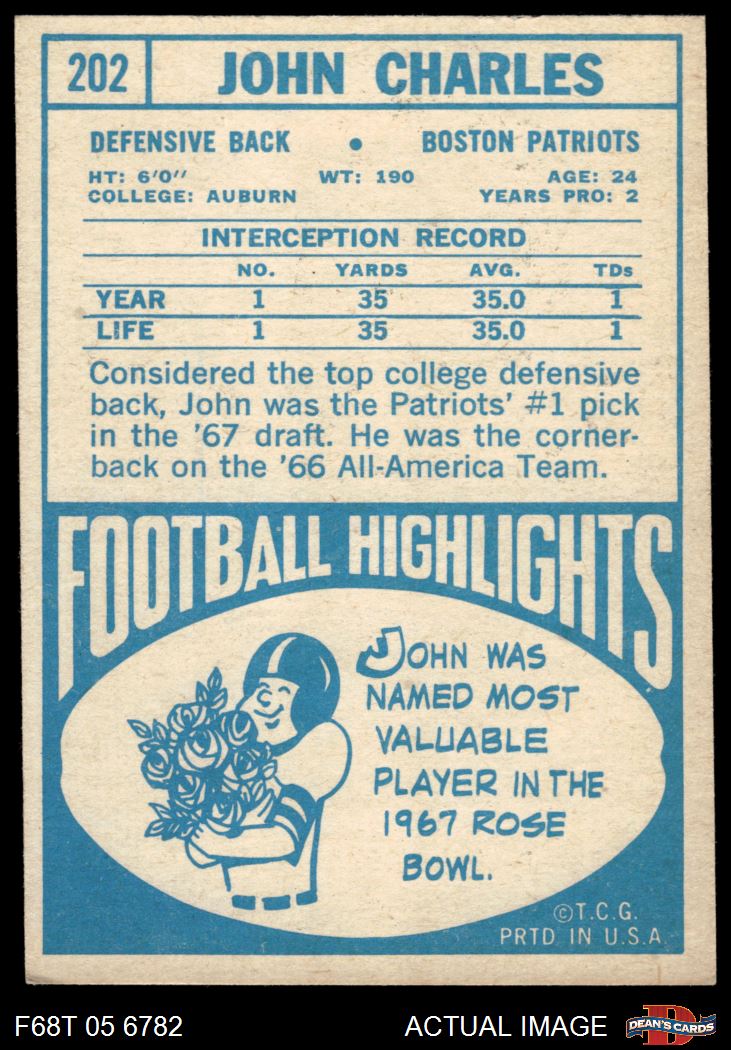 202 JOHN CHARLES
DEFENSIVE BACK • BOSTON PATRIOTS
HT: 6'0" WT: 190 AGE: 24
COLLEGE: AUBURN YEARS PRO: 2
INTERCEPTION RECORD
NO. YARDS AVG. TDs
YEAR 1 35 35.0 1
LIFE 1 35 35.0 1
Considered the top college defensive
back, John was the Patriots' #1 pick
in the '67 draft. He was the corner-
back on the '66 All-America Team.
FOOTBALL HIGHLIGHTS
JOHN WAS
NAMED MOST
VALUABLE
PLAYER IN THE
1967 ROSE
BOWL.
©T.C.G.
PRTD IN U.S.A.
F68T 05 6782 ACTUAL IMAGE DEAN'S CARDS